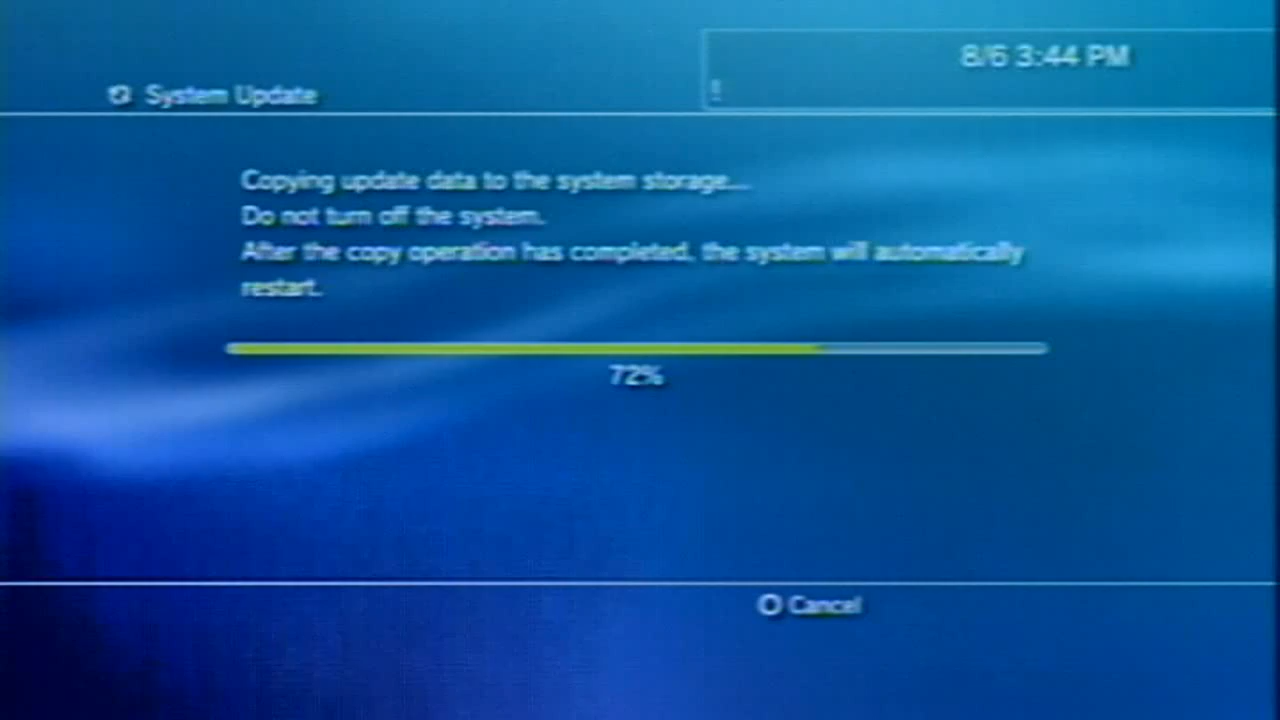 8/6 3:44 PM
System Update
Copying update data to the system storage...
Do not turn off the system.
After the copy operation has completed, the system will automatically
restart.
72%
Cancel